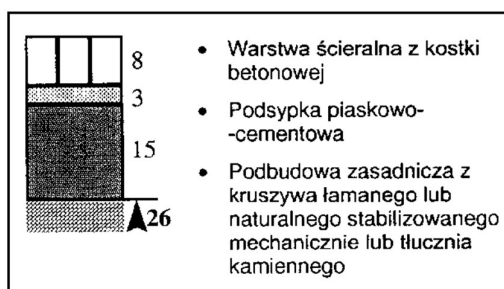 8
3
15
26
• Warstwa ścieralna z kostki
betonowej
• Podsypka piaskowo-
-cementowa
• Podbudowa zasadnicza z
kruszywa łamanego lub
naturalnego stabilizowanego
mechanicznie lub tłucznia
kamiennego